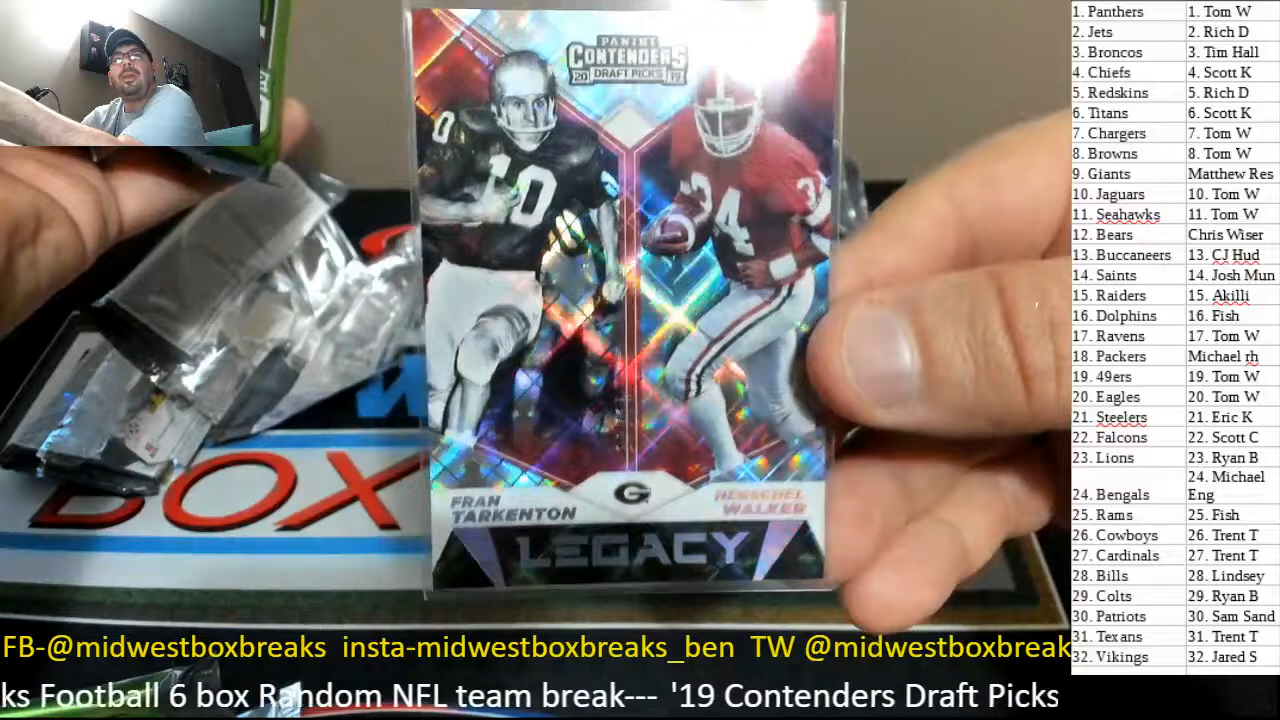 PANINI
CONTENDERS
20 DRAFT PICKS 19
10
34
G
FRAN
TARKENTON
HERSCHEL
WALKER
LEGACY
BOX
1. Panthers 1. Tom W
2. Jets 2. Rich D
3. Broncos 3. Tim Hall
4. Chiefs 4. Scott K
5. Redskins 5. Rich D
6. Titans 6. Scott K
7. Chargers 7. Tom W
8. Browns 8. Tom W
9. Giants Matthew Res
10. Jaguars 10. Tom W
11. Seahawks 11. Tom W
12. Bears Chris Wiser
13. Buccaneers 13. CJ Hud
14. Saints 14. Josh Mun
15. Raiders 15. Akilli
16. Dolphins 16. Fish
17. Ravens 17. Tom W
18. Packers Michael rh
19. 49ers 19. Tom W
20. Eagles 20. Tom W
21. Steelers 21. Eric K
22. Falcons 22. Scott C
23. Lions 23. Ryan B
24. Michael
24. Bengals Eng
25. Rams 25. Fish
26. Cowboys 26. Trent T
27. Cardinals 27. Trent T
28. Bills 28. Lindsey
29. Colts 29. Ryan B
30. Patriots 30. Sam Sand
31. Texans 31. Trent T
32. Vikings 32. Jared S
FB-@midwestboxbreaks insta-midwestboxbreaks_ben TW @midwestboxbreak
ks Football 6 box Random NFL team break--- '19 Contenders Draft Picks